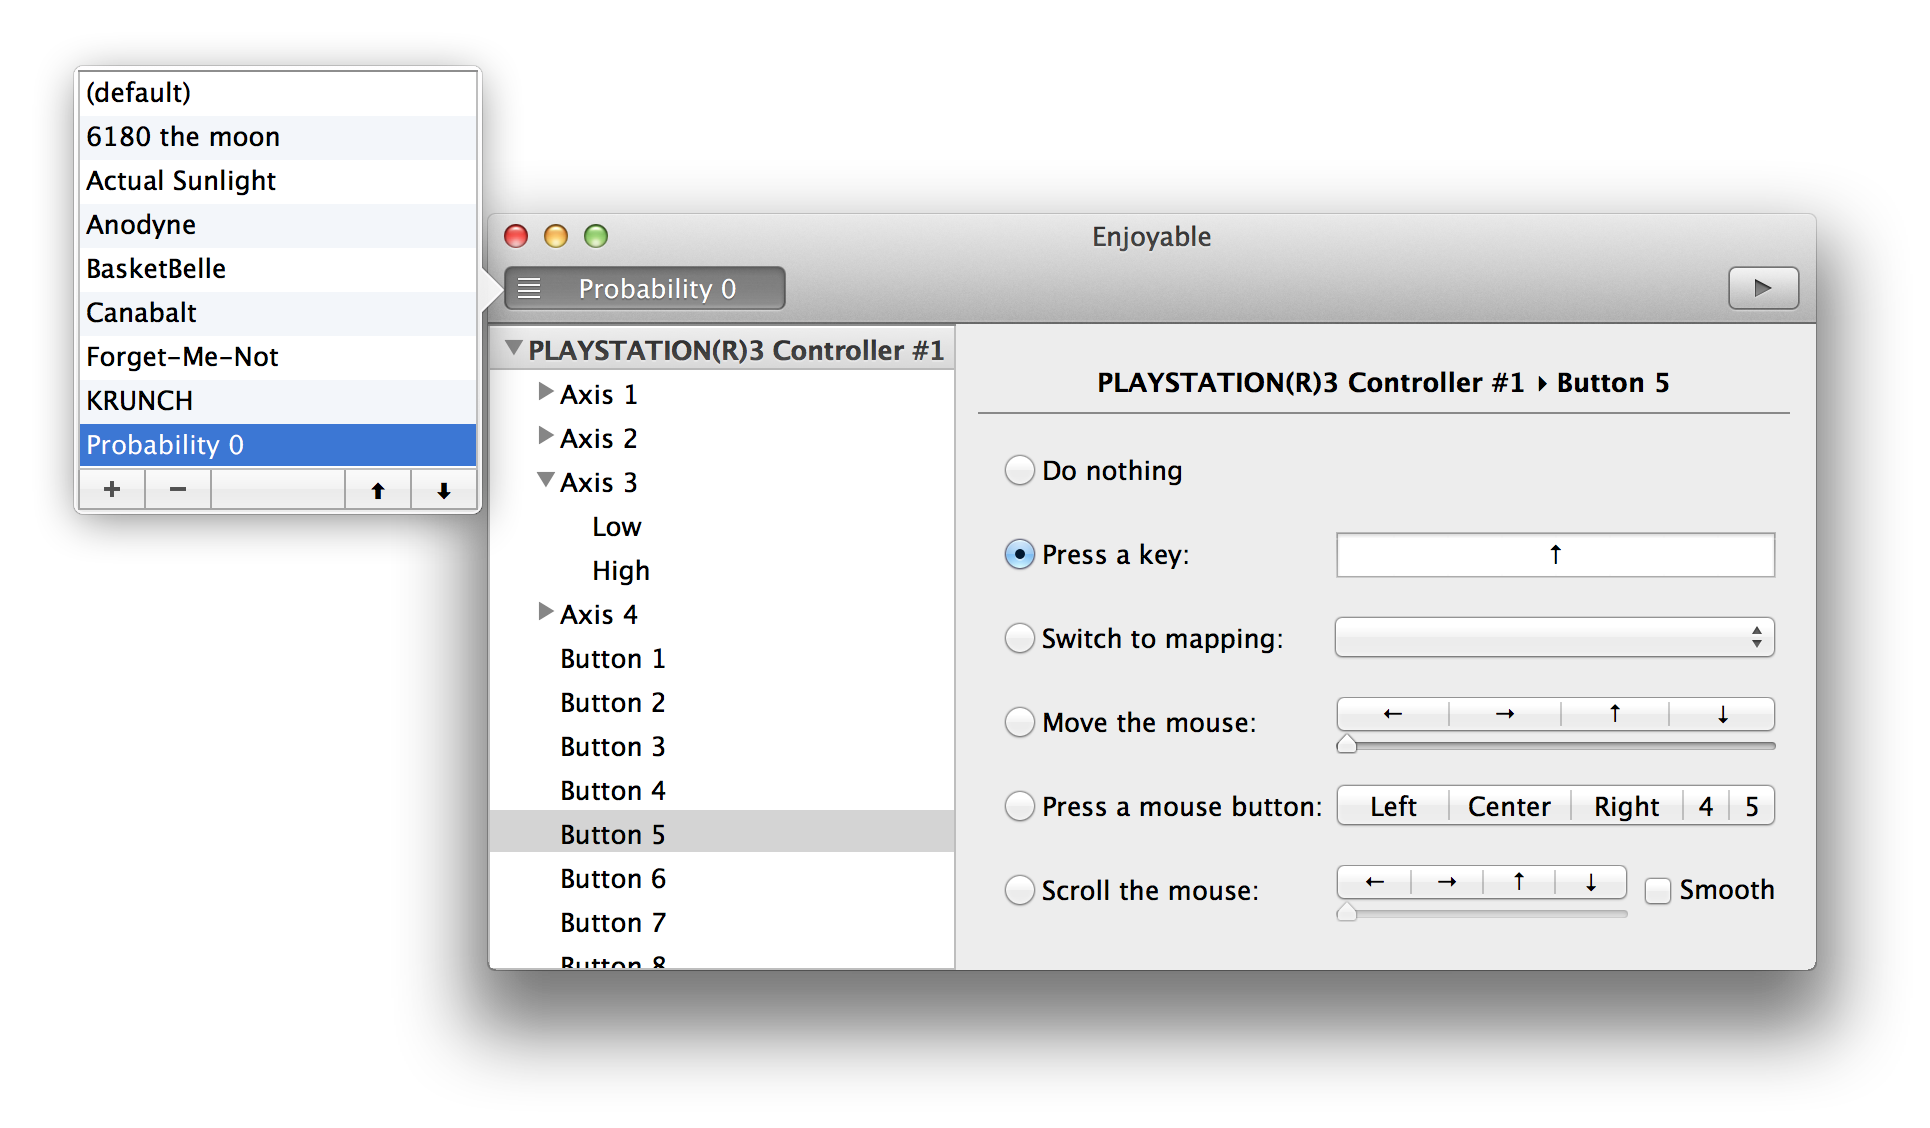 (default)
6180 the moon
Actual Sunlight
Anodyne
BasketBelle
Canabalt
Forget-Me-Not
KRUNCH
Probability 0
+ − ⬆ ⬇
Enjoyable
Probability 0
PLAYSTATION(R)3 Controller #1
Axis 1
Axis 2
Axis 3
Low
High
Axis 4
Button 1
Button 2
Button 3
Button 4
Button 5
Button 6
Button 7
Button 8
PLAYSTATION(R)3 Controller #1 ▸ Button 5
Do nothing
Press a key: ↑
Switch to mapping:
Move the mouse: ← → ↑ ↓
Press a mouse button: Left Center Right 4 5
Scroll the mouse: ← → ↑ ↓ Smooth